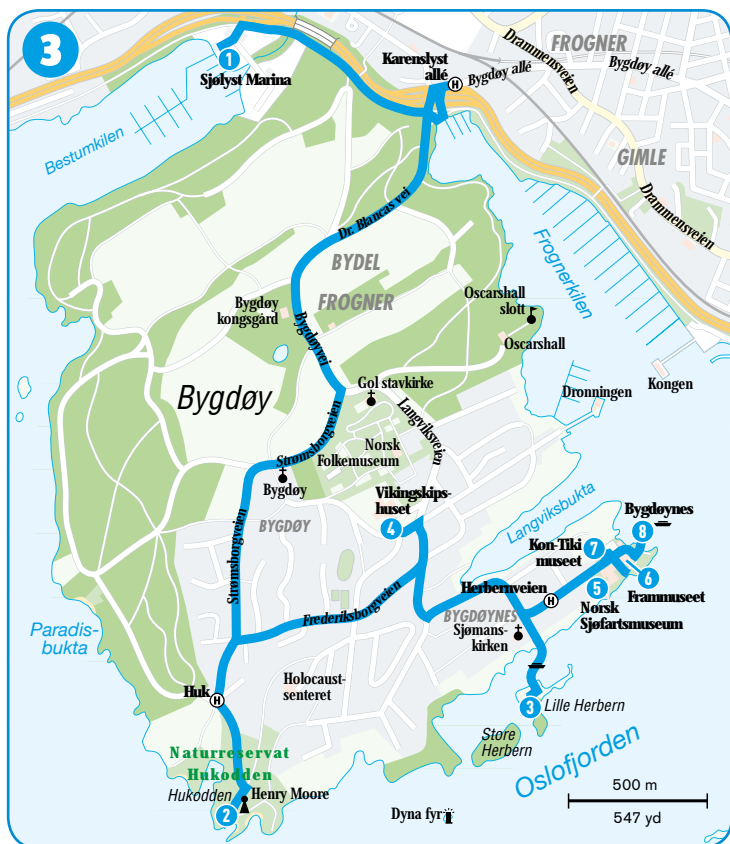 3
1
Sjølyst Marina
Karenslyst
allé
H
Bygdøy allé
Drammensveien
FROGNER
Bygdøy allé
GIMLE
Drammensveien
Bestumkilen
Dr. Blancas vei
Frognerkilen
BYDEL
FROGNER
Bygdøy
kongsgård
Bygdøyvei
Oscarshall
slott
Oscarshall
Bygdøy
Gol stavkirke
Langviksveien
Dronningen
Kongen
Strømsborgveien
Norsk
Folkemuseum
Bygdøy
Vikingskips-
huset
4
BYGDØY
Langviksbukta
Bygdøynes
8
Kon-Tiki
museet
7
6
Frammuseet
5
Norsk
Sjøfartsmuseum
Herbernveien
H
Strømsborgveien
Frederiksborgveien
BYGDØYNES
Sjømans-
kirken
Paradis-
bukta
Huk
H
Holocaust-
senteret
3
Lille Herbern
Store
Herbern
Oslofjorden
Naturreservat
Hukodden
Hukodden
Henry Moore
2
Dyna fyr
500 m
547 yd